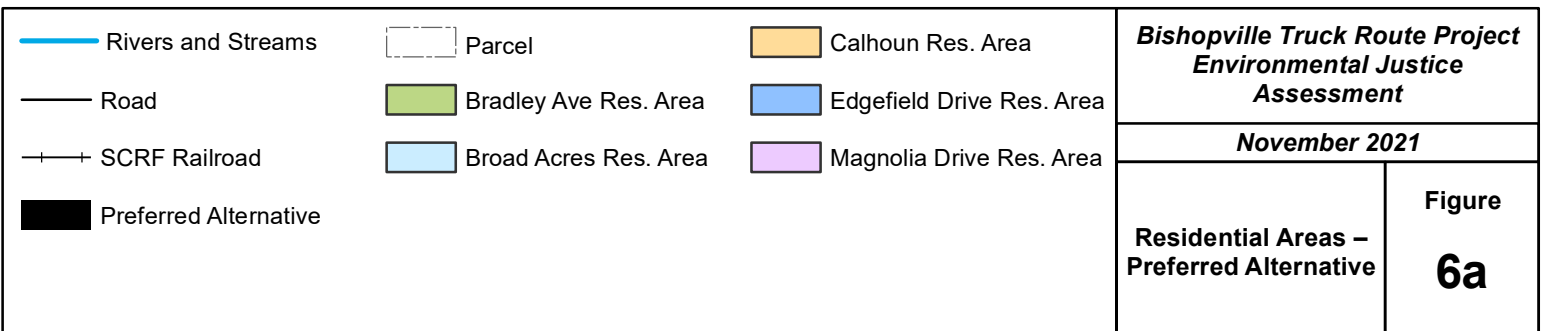 Rivers and Streams
Road
SCRF Railroad
Preferred Alternative
Parcel
Bradley Ave Res. Area
Broad Acres Res. Area
Calhoun Res. Area
Edgefield Drive Res. Area
Magnolia Drive Res. Area
Bishopville Truck Route Project
Environmental Justice
Assessment
November 2021
Residential Areas –
Preferred Alternative
Figure
6a